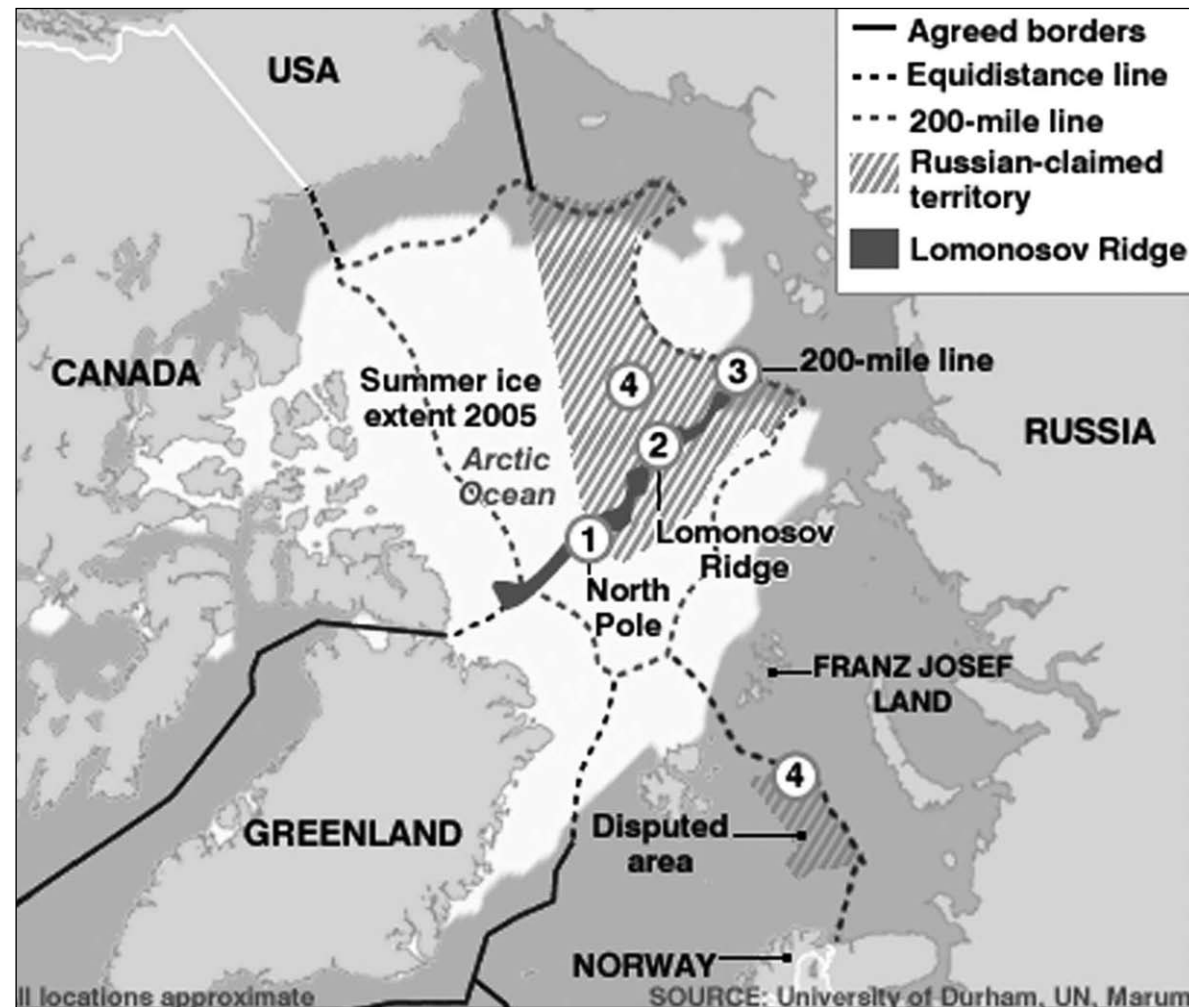 Agreed borders
Equidistance line
200-mile line
Russian-claimed
territory
Lomonosov Ridge
USA
CANADA
Summer ice
extent 2005
Arctic
Ocean
4
3
200-mile line
RUSSIA
2
1
Lomonosov
Ridge
North
Pole
FRANZ JOSEF
LAND
4
GREENLAND
Disputed
area
NORWAY
ll locations approximate
SOURCE: University of Durham, UN, Marum